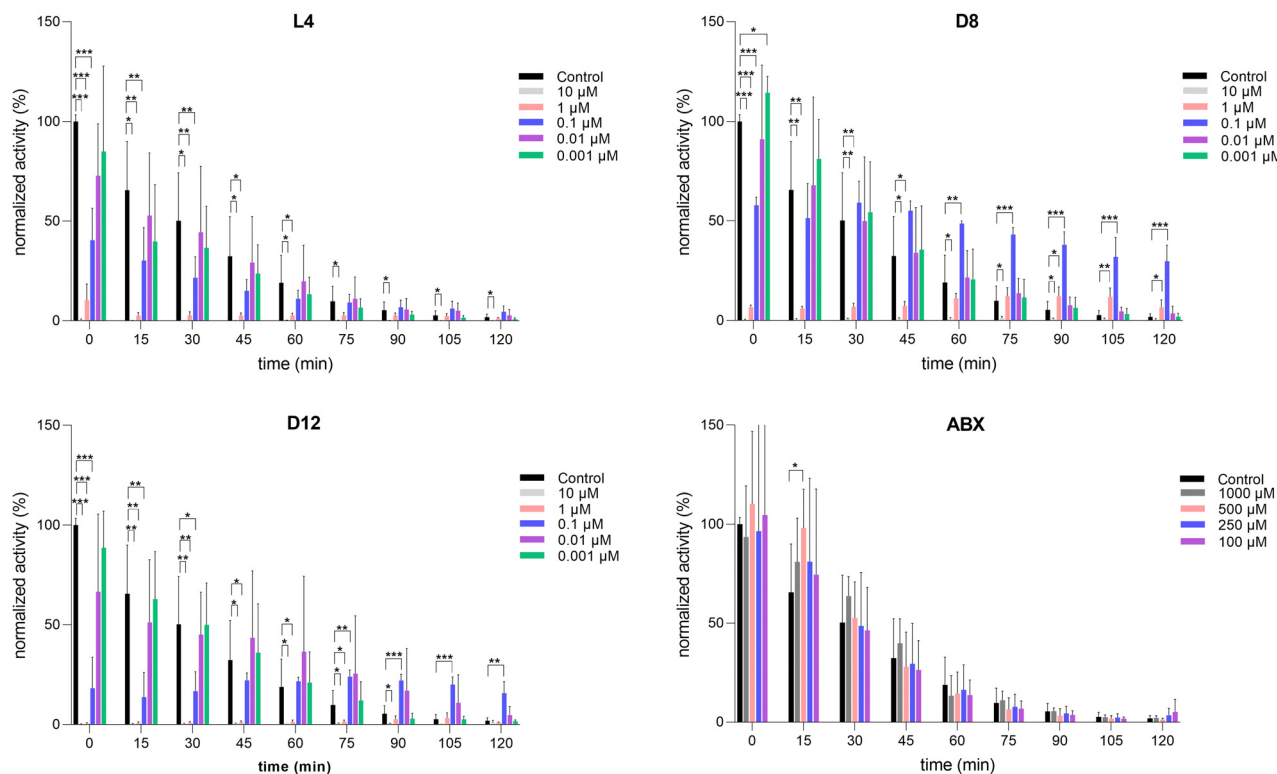 L4
normalized activity (%)
150
100
50
0
*** *** ***
** ** *
** ** *
* *
* *
*
*
*
*
Control
10 µM
1 µM
0.1 µM
0.01 µM
0.001 µM
0 15 30 45 60 75 90 105 120
time (min)
D8
normalized activity (%)
150
100
50
0
* *** *** ***
** **
** **
* *
** *
*** *
*** * *
*** **
*** *
Control
10 µM
1 µM
0.1 µM
0.01 µM
0.001 µM
0 15 30 45 60 75 90 105 120
time (min)
D12
normalized activity (%)
150
100
50
0
*** *** ***
** ** **
* ** **
* *
* *
** * *
*** *
***
**
Control
10 µM
1 µM
0.1 µM
0.01 µM
0.001 µM
0 15 30 45 60 75 90 105 120
time (min)
ABX
normalized activity (%)
150
100
50
0
*
Control
1000 µM
500 µM
250 µM
100 µM
0 15 30 45 60 75 90 105 120
time (min)